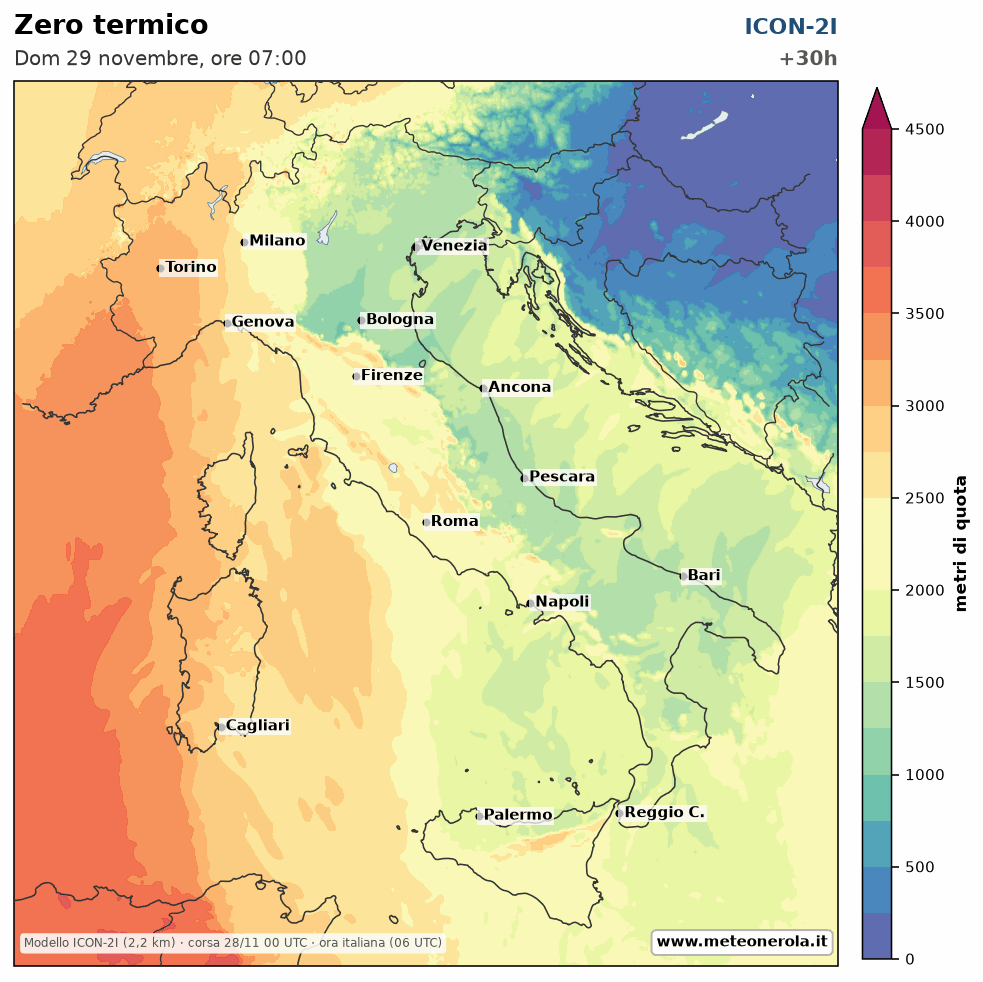 Zero termico
ICON-2I
Dom 29 novembre, ore 07:00
+30h
Milano
Venezia
Torino
Genova
Bologna
Firenze
Ancona
Pescara
Roma
Bari
Napoli
Cagliari
Palermo
Reggio C.
4500
4000
3500
3000
2500
2000
1500
1000
500
0
metri di quota
Modello ICON-2I (2,2 km) · corsa 28/11 00 UTC · ora italiana (06 UTC)
www.meteonerola.it